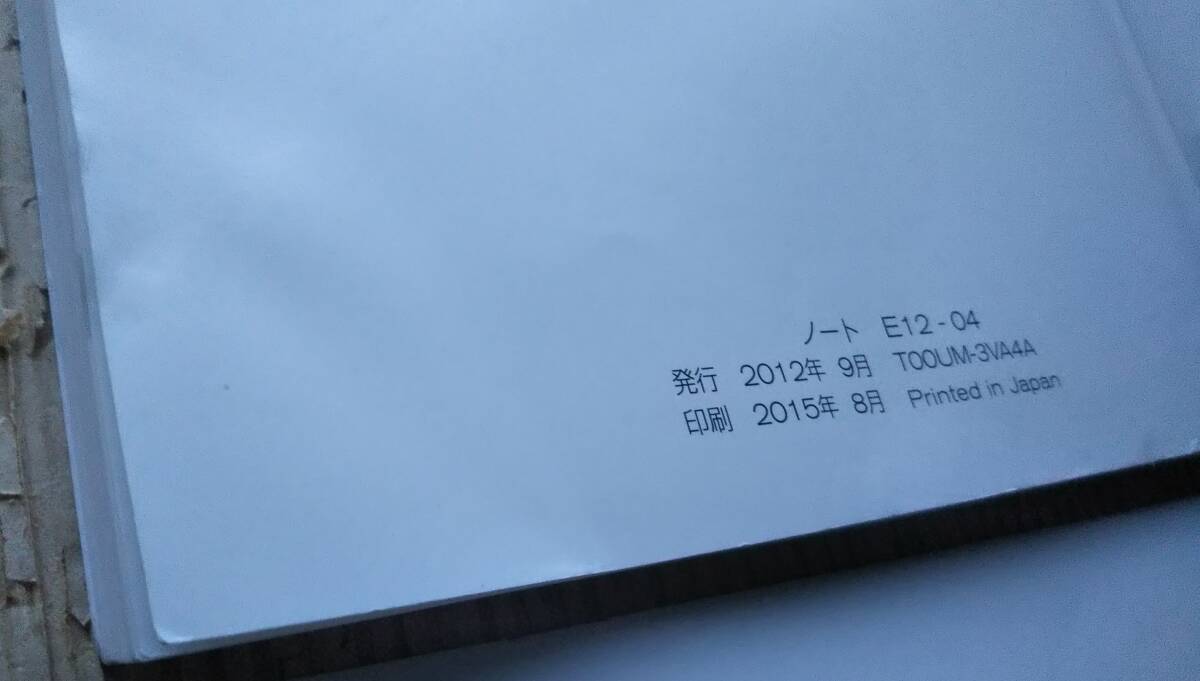 ノート E12-04
発行 2012年 9月 T00UM-3VA4A
印刷 2015年 8月 Printed in Japan